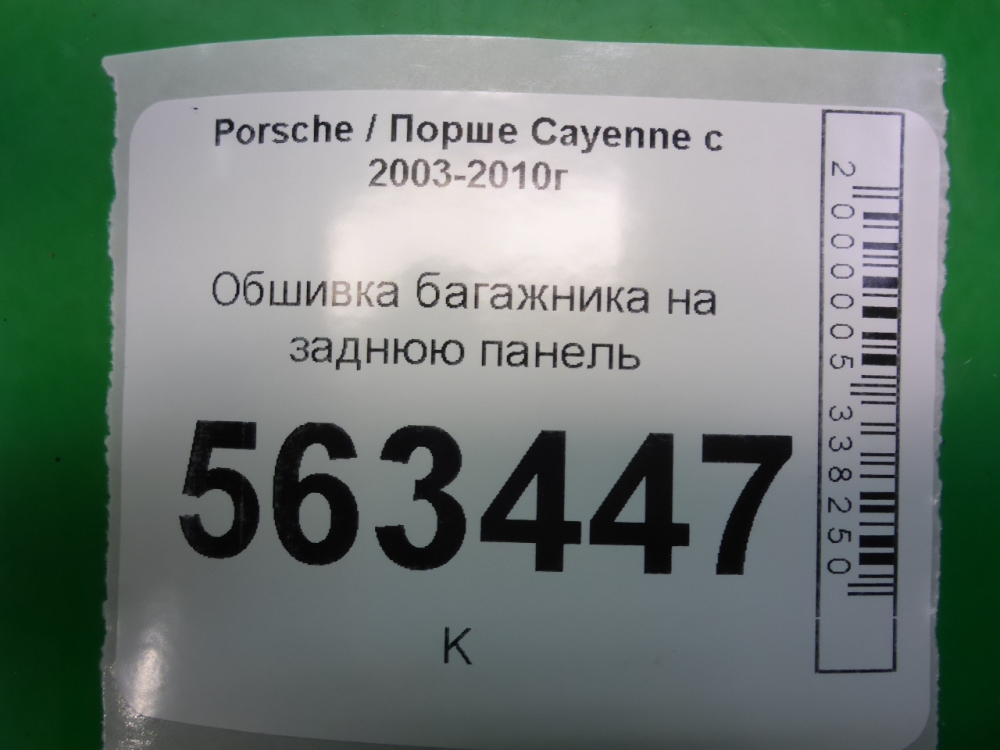 Porsche / Порше Cayenne с
2003-2010г
Обшивка багажника на
заднюю панель
563447
К
2000005338250